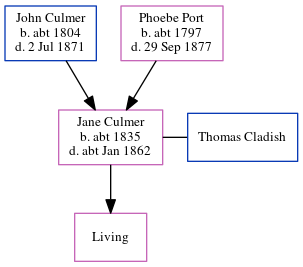 John Culmer
b. abt 1804
d. 2 Jul 1871
Phoebe Port
b. abt 1797
d. 29 Sep 1877
Jane Culmer
b. abt 1835
d. abt Jan 1862
Thomas Cladish
Living